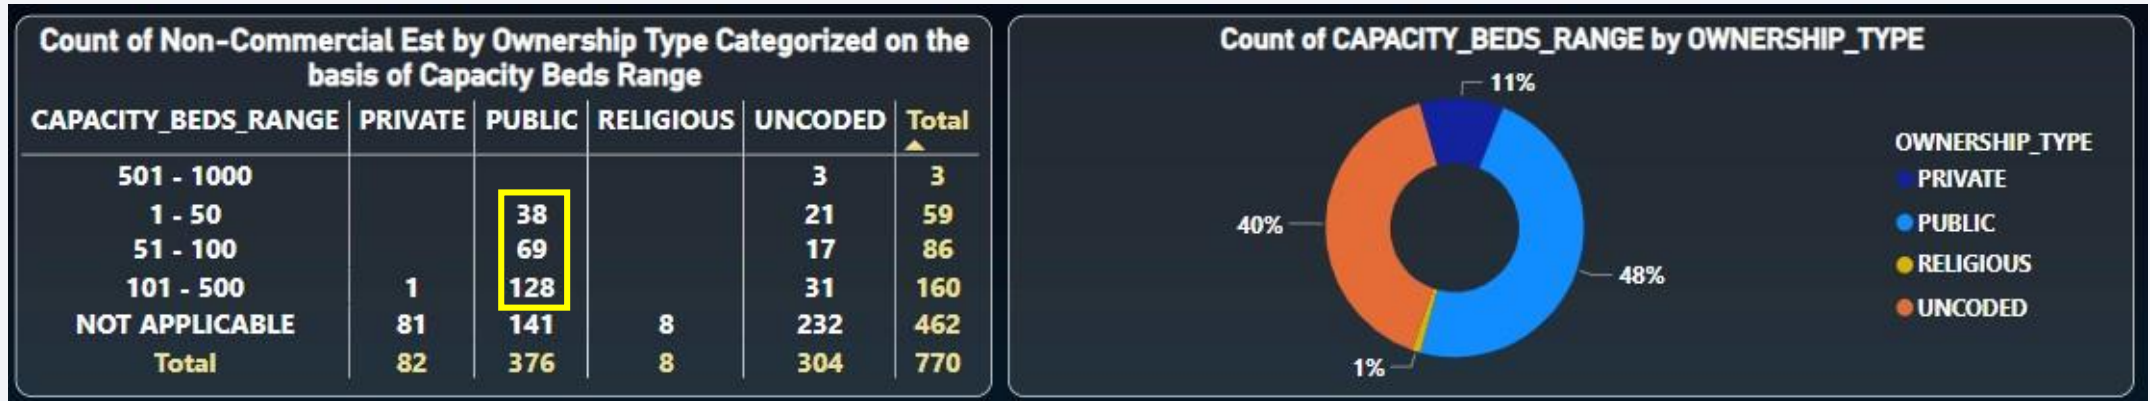 Count of Non-Commercial Est by Ownership Type Categorized on the
basis of Capacity Beds Range
CAPACITY_BEDS_RANGE PRIVATE PUBLIC RELIGIOUS UNCODED Total
501 - 1000 3 3
1 - 50 38 21 59
51 - 100 69 17 86
101 - 500 1 128 31 160
NOT APPLICABLE 81 141 8 232 462
Total 82 376 8 304 770
Count of CAPACITY_BEDS_RANGE by OWNERSHIP_TYPE
11%
40%
48%
1%
OWNERSHIP_TYPE
PRIVATE
PUBLIC
RELIGIOUS
UNCODED